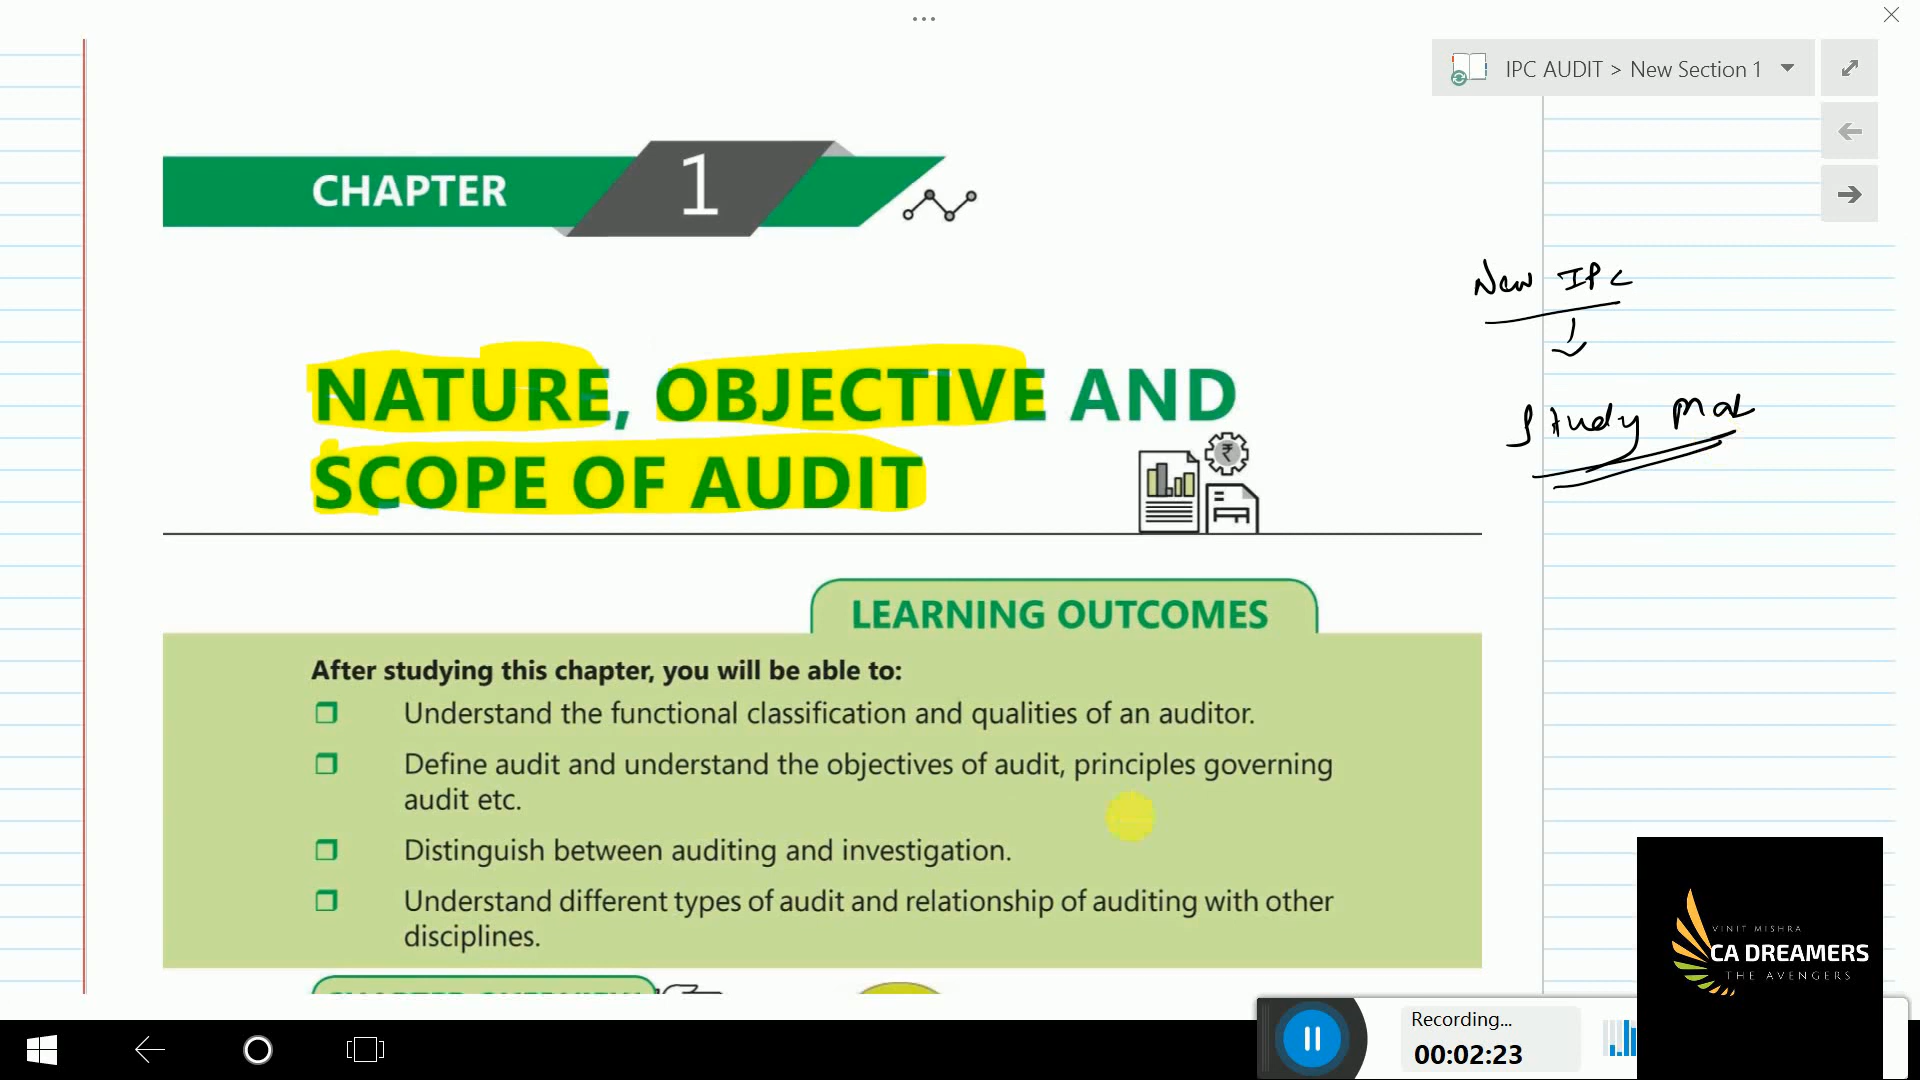 IPC AUDIT > New Section 1
CHAPTER 1
New IPC
NATURE, OBJECTIVE AND
SCOPE OF AUDIT
Study Mat
₹
LEARNING OUTCOMES
After studying this chapter, you will be able to:
❒ Understand the functional classification and qualities of an auditor.
❒ Define audit and understand the objectives of audit, principles governing
audit etc.
❒ Distinguish between auditing and investigation.
❒ Understand different types of audit and relationship of auditing with other
disciplines.
VINIT MISHRA
CA DREAMERS
THE AVENGERS
CHAPTER OVERVIEW
Recording...
00:02:23